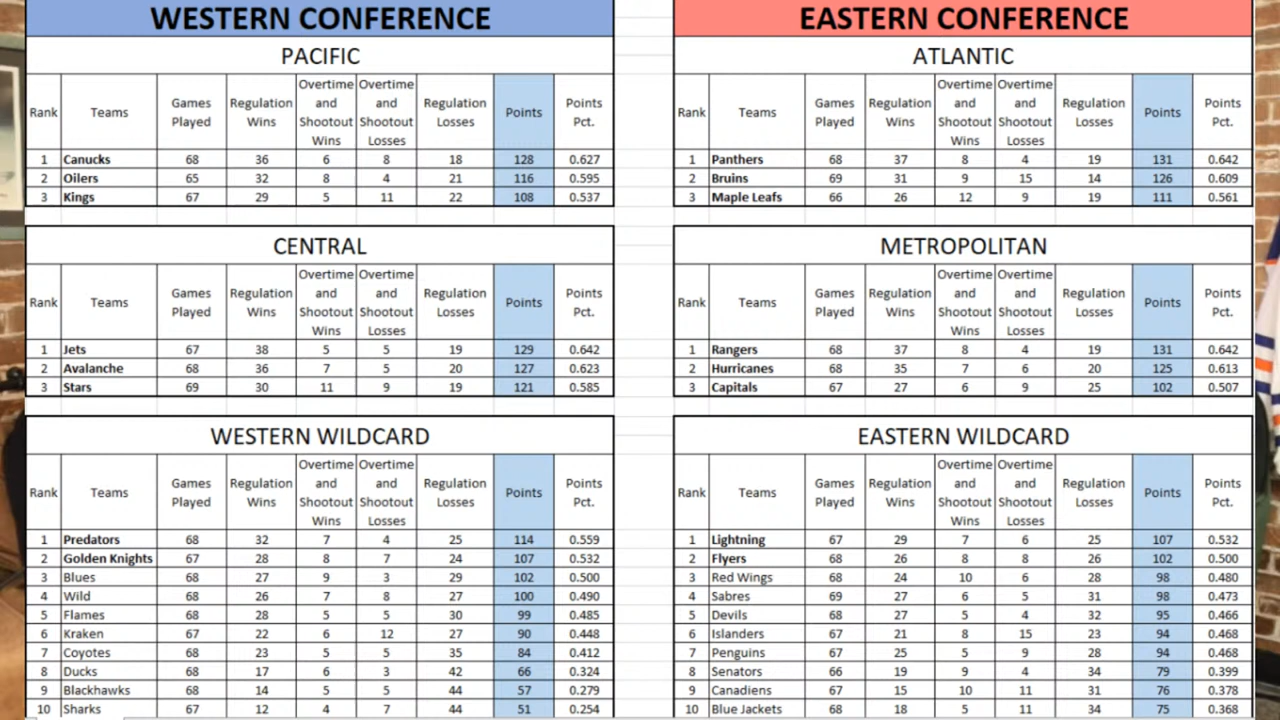 WESTERN CONFERENCE
PACIFIC
Rank Teams Games Played Regulation Wins Overtime and Shootout Wins Overtime and Shootout Losses Regulation Losses Points Points Pct.
1 Canucks 68 36 6 8 18 128 0.627
2 Oilers 65 32 8 4 21 116 0.595
3 Kings 67 29 5 11 22 108 0.537
CENTRAL
Rank Teams Games Played Regulation Wins Overtime and Shootout Wins Overtime and Shootout Losses Regulation Losses Points Points Pct.
1 Jets 67 38 5 5 19 129 0.642
2 Avalanche 68 36 7 5 20 127 0.623
3 Stars 69 30 11 9 19 121 0.585
WESTERN WILDCARD
Rank Teams Games Played Regulation Wins Overtime and Shootout Wins Overtime and Shootout Losses Regulation Losses Points Points Pct.
1 Predators 68 32 7 4 25 114 0.559
2 Golden Knights 67 28 8 7 24 107 0.532
3 Blues 68 27 9 3 29 102 0.500
4 Wild 68 26 7 8 27 100 0.490
5 Flames 68 28 5 5 30 99 0.485
6 Kraken 67 22 6 12 27 90 0.448
7 Coyotes 68 23 5 5 35 84 0.412
8 Ducks 68 17 6 3 42 66 0.324
9 Blackhawks 68 14 5 5 44 57 0.279
10 Sharks 67 12 4 7 44 51 0.254
EASTERN CONFERENCE
ATLANTIC
Rank Teams Games Played Regulation Wins Overtime and Shootout Wins Overtime and Shootout Losses Regulation Losses Points Points Pct.
1 Panthers 68 37 8 4 19 131 0.642
2 Bruins 69 31 9 15 14 126 0.609
3 Maple Leafs 66 26 12 9 19 111 0.561
METROPOLITAN
Rank Teams Games Played Regulation Wins Overtime and Shootout Wins Overtime and Shootout Losses Regulation Losses Points Points Pct.
1 Rangers 68 37 8 4 19 131 0.642
2 Hurricanes 68 35 7 6 20 125 0.613
3 Capitals 67 27 6 9 25 102 0.507
EASTERN WILDCARD
Rank Teams Games Played Regulation Wins Overtime and Shootout Wins Overtime and Shootout Losses Regulation Losses Points Points Pct.
1 Lightning 67 29 7 6 25 107 0.532
2 Flyers 68 26 8 8 26 102 0.500
3 Red Wings 68 24 10 6 28 98 0.480
4 Sabres 69 27 6 5 31 98 0.473
5 Devils 68 27 5 4 32 95 0.466
6 Islanders 67 21 8 15 23 94 0.468
7 Penguins 67 25 5 9 28 94 0.468
8 Senators 66 19 9 4 34 79 0.399
9 Canadiens 67 15 10 11 31 76 0.378
10 Blue Jackets 68 18 5 11 34 75 0.368